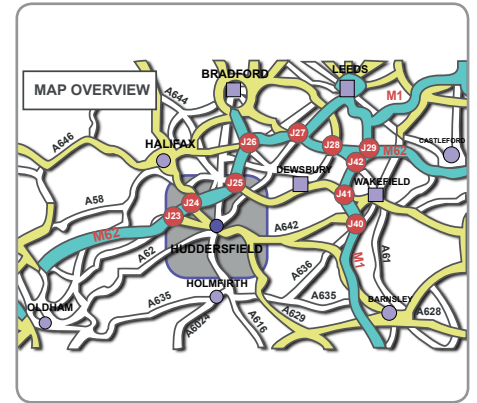 MAP OVERVIEW
BRADFORD
LEEDS
A644
M1
A646
HALIFAX
J26
J27
J28
J29
J42
M62
CASTLEFORD
DEWSBURY
WAKEFIELD
J25
J24
J23
J41
J40
A58
M62
A62
HUDDERSFIELD
A642
A61
M1
A636
HOLMFIRTH
OLDHAM
A635
A635
BARNSLEY
A628
A6024
A616
A629